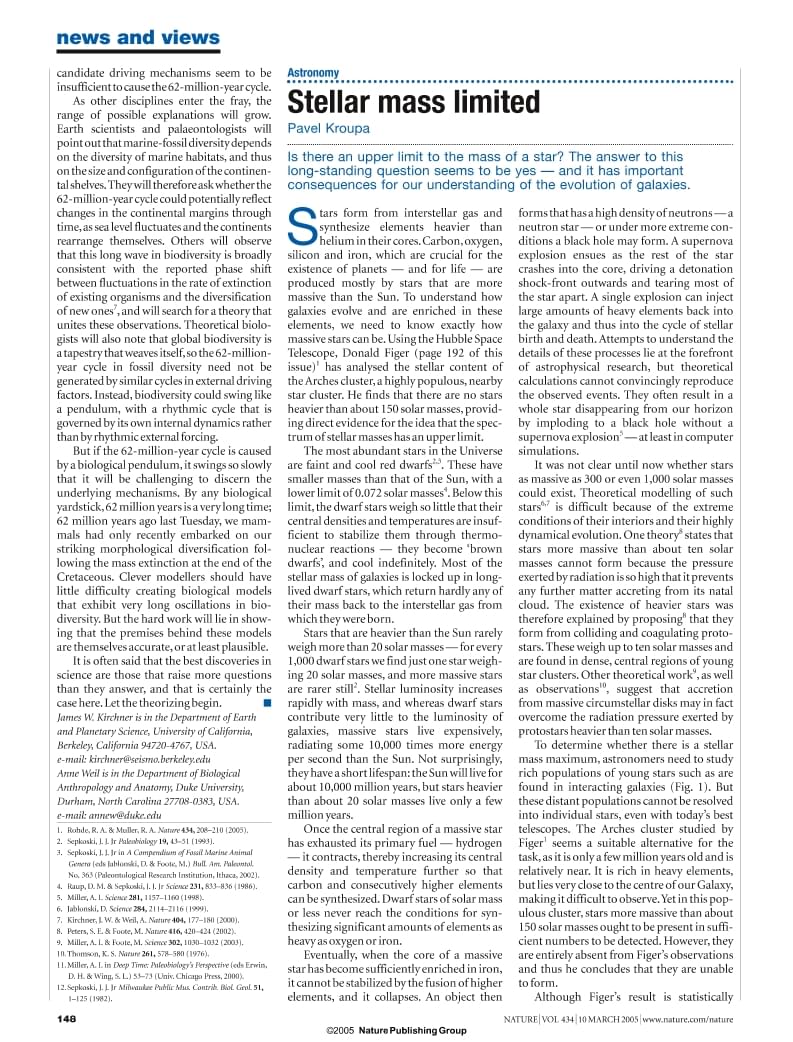 news and views
candidate driving mechanisms seem to be
insufficient to cause the 62-million-year cycle.
As other disciplines enter the fray, the
range of possible explanations will grow.
Earth scientists and palaeontologists will
point out that marine-fossil diversity depends
on the diversity of marine habitats, and thus
on the size and configuration of the continen-
tal shelves. They will therefore ask whether the
62-million-year cycle could potentially reflect
changes in the continental margins through
time, as sea level fluctuates and the continents
rearrange themselves. Others will observe
that this long wave in biodiversity is broadly
consistent with the reported phase shift
between fluctuations in the rate of extinction
of existing organisms and the diversification
of new ones7, and will search for a theory that
unites these observations. Theoretical biolo-
gists will also note that global biodiversity is
a tapestry that weaves itself, so the 62-million-
year cycle in fossil diversity need not be
generated by similar cycles in external driving
factors. Instead, biodiversity could swing like
a pendulum, with a rhythmic cycle that is
governed by its own internal dynamics rather
than by rhythmic external forcing.
But if the 62-million-year cycle is caused
by a biological pendulum, it swings so slowly
that it will be challenging to discern the
underlying mechanisms. By any biological
yardstick, 62 million years is a very long time;
62 million years ago last Tuesday, we mam-
mals had only recently embarked on our
striking morphological diversification fol-
lowing the mass extinction at the end of the
Cretaceous. Clever modellers should have
little difficulty creating biological models
that exhibit very long oscillations in bio-
diversity. But the hard work will lie in show-
ing that the premises behind these models
are themselves accurate, or at least plausible.
It is often said that the best discoveries in
science are those that raise more questions
than they answer, and that is certainly the
case here. Let the theorizing begin. ■
James W. Kirchner is in the Department of Earth
and Planetary Science, University of California,
Berkeley, California 94720-4767, USA.
e-mail: kirchner@seismo.berkeley.edu
Anne Weil is in the Department of Biological
Anthropology and Anatomy, Duke University,
Durham, North Carolina 27708-0383, USA.
e-mail: annew@duke.edu
1. Rohde, R. A. & Muller, R. A. Nature 434, 208–210 (2005).
2. Sepkoski, J. J. Jr Paleobiology 19, 43–51 (1993).
3. Sepkoski, J. J. Jr in A Compendium of Fossil Marine Animal
Genera (eds Jablonski, D. & Foote, M.) Bull. Am. Paleontol.
No. 363 (Paleontological Research Institution, Ithaca, 2002).
4. Raup, D. M. & Sepkoski, J. J. Jr Science 231, 833–836 (1986).
5. Miller, A. I. Science 281, 1157–1160 (1998).
6. Jablonski, D. Science 284, 2114–2116 (1999).
7. Kirchner, J. W. & Weil, A. Nature 404, 177–180 (2000).
8. Peters, S. E. & Foote, M. Nature 416, 420–424 (2002).
9. Miller, A. I. & Foote, M. Science 302, 1030–1032 (2003).
10. Thomson, K. S. Nature 261, 578–580 (1976).
11. Miller, A. I. in Deep Time: Paleobiology's Perspective (eds Erwin,
D. H. & Wing, S. L.) 53–73 (Univ. Chicago Press, 2000).
12. Sepkoski, J. J. Jr Milwaukee Public Mus. Contrib. Biol. Geol. 51,
1–125 (1982).
Astronomy
Stellar mass limited
Pavel Kroupa
Is there an upper limit to the mass of a star? The answer to this
long-standing question seems to be yes — and it has important
consequences for our understanding of the evolution of galaxies.
Stars form from interstellar gas and
synthesize elements heavier than
helium in their cores. Carbon, oxygen,
silicon and iron, which are crucial for the
existence of planets — and for life — are
produced mostly by stars that are more
massive than the Sun. To understand how
galaxies evolve and are enriched in these
elements, we need to know exactly how
massive stars can be. Using the Hubble Space
Telescope, Donald Figer (page 192 of this
issue)1 has analysed the stellar content of
the Arches cluster, a highly populous, nearby
star cluster. He finds that there are no stars
heavier than about 150 solar masses, provid-
ing direct evidence for the idea that the spec-
trum of stellar masses has an upper limit.
The most abundant stars in the Universe
are faint and cool red dwarfs2,3. These have
smaller masses than that of the Sun, with a
lower limit of 0.072 solar masses4. Below this
limit, the dwarf stars weigh so little that their
central densities and temperatures are insuf-
ficient to stabilize them through thermo-
nuclear reactions — they become 'brown
dwarfs', and cool indefinitely. Most of the
stellar mass of galaxies is locked up in long-
lived dwarf stars, which return hardly any of
their mass back to the interstellar gas from
which they were born.
Stars that are heavier than the Sun rarely
weigh more than 20 solar masses — for every
1,000 dwarf stars we find just one star weigh-
ing 20 solar masses, and more massive stars
are rarer still2. Stellar luminosity increases
rapidly with mass, and whereas dwarf stars
contribute very little to the luminosity of
galaxies, massive stars live expensively,
radiating some 10,000 times more energy
per second than the Sun. Not surprisingly,
they have a short lifespan: the Sun will live for
about 10,000 million years, but stars heavier
than about 20 solar masses live only a few
million years.
Once the central region of a massive star
has exhausted its primary fuel — hydrogen
— it contracts, thereby increasing its central
density and temperature further so that
carbon and consecutively higher elements
can be synthesized. Dwarf stars of solar mass
or less never reach the conditions for syn-
thesizing significant amounts of elements as
heavy as oxygen or iron.
Eventually, when the core of a massive
star has become sufficiently enriched in iron,
it cannot be stabilized by the fusion of higher
elements, and it collapses. An object then
forms that has a high density of neutrons — a
neutron star — or under more extreme con-
ditions a black hole may form. A supernova
explosion ensues as the rest of the star
crashes into the core, driving a detonation
shock-front outwards and tearing most of
the star apart. A single explosion can inject
large amounts of heavy elements back into
the galaxy and thus into the cycle of stellar
birth and death. Attempts to understand the
details of these processes lie at the forefront
of astrophysical research, but theoretical
calculations cannot convincingly reproduce
the observed events. They often result in a
whole star disappearing from our horizon
by imploding to a black hole without a
supernova explosion5 — at least in computer
simulations.
It was not clear until now whether stars
as massive as 300 or even 1,000 solar masses
could exist. Theoretical modelling of such
stars6,7 is difficult because of the extreme
conditions of their interiors and their highly
dynamical evolution. One theory8 states that
stars more massive than about ten solar
masses cannot form because the pressure
exerted by radiation is so high that it prevents
any further matter accreting from its natal
cloud. The existence of heavier stars was
therefore explained by proposing8 that they
form from colliding and coagulating proto-
stars. These weigh up to ten solar masses and
are found in dense, central regions of young
star clusters. Other theoretical work9, as well
as observations10, suggest that accretion
from massive circumstellar disks may in fact
overcome the radiation pressure exerted by
protostars heavier than ten solar masses.
To determine whether there is a stellar
mass maximum, astronomers need to study
rich populations of young stars such as are
found in interacting galaxies (Fig. 1). But
these distant populations cannot be resolved
into individual stars, even with today's best
telescopes. The Arches cluster studied by
Figer1 seems a suitable alternative for the
task, as it is only a few million years old and is
relatively near. It is rich in heavy elements,
but lies very close to the centre of our Galaxy,
making it difficult to observe. Yet in this pop-
ulous cluster, stars more massive than about
150 solar masses ought to be present in suffi-
cient numbers to be detected. However, they
are entirely absent from Figer's observations
and thus he concludes that they are unable
to form.
Although Figer's result is statistically
148
NATURE | VOL 434 | 10 MARCH 2005 | www.nature.com/nature
©2005 Nature Publishing Group